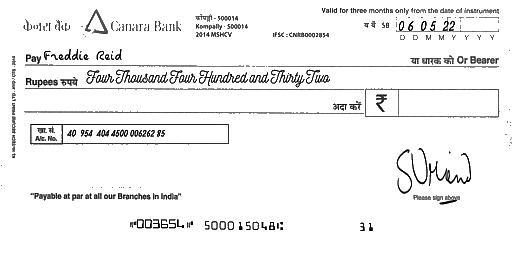 Valid for three months only from the date of instrument
केनरा बैंक Canara Bank
कोंपल्ली - 500014
Kompally - 500014
2014 MSHCV
IFSC : CNRB0002854
SB 06 05 22
D D M M Y Y Y Y
Pay Freddie Reid या धारक को Or Bearer
Rupees रुपये Four Thousand Four Hundred and Thirty Two
अदा करें ₹
खा. सं.
A/c. No. 40 954 404 4500 006262 85
Please sign above
"Payable at par at all our Branches in India"
⑈003654⑈ 500015048⑆ 31